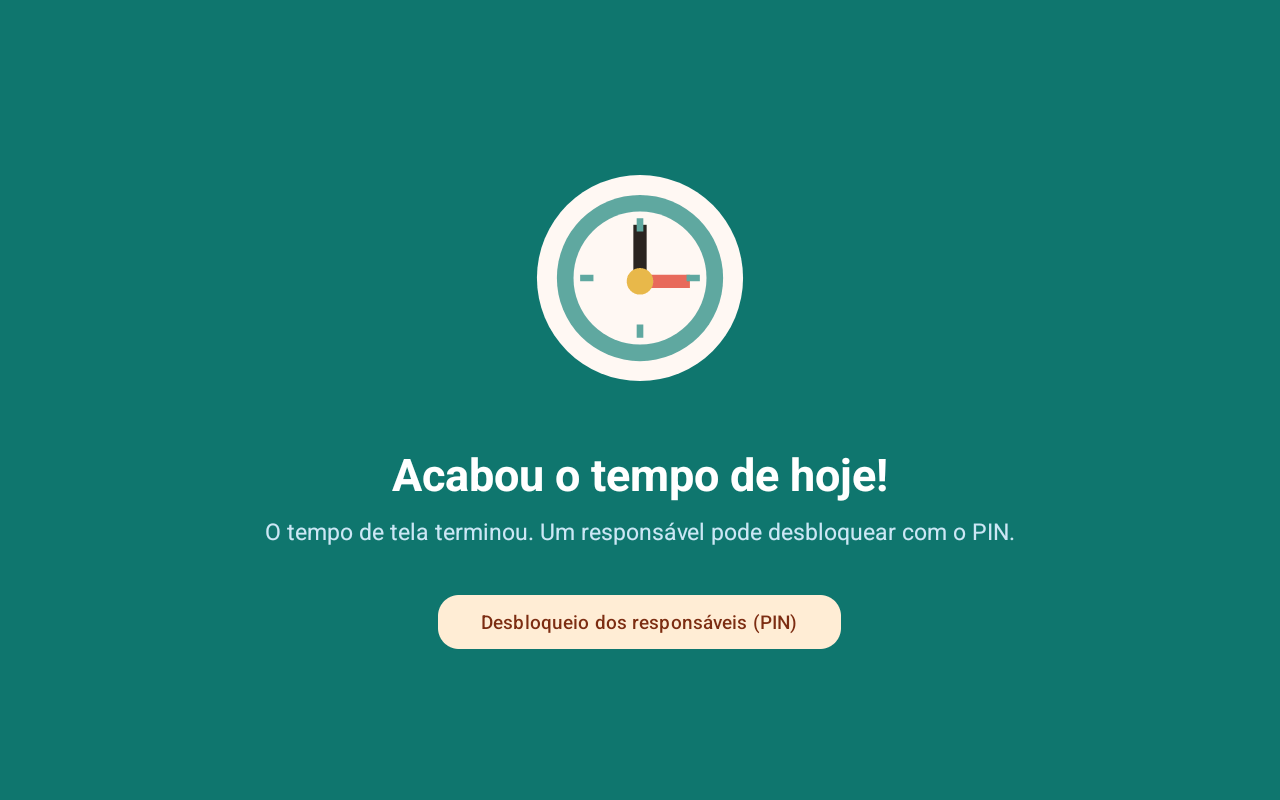 Acabou o tempo de hoje!
O tempo de tela terminou. Um responsável pode desbloquear com o PIN.
Desbloqueio dos responsáveis (PIN)